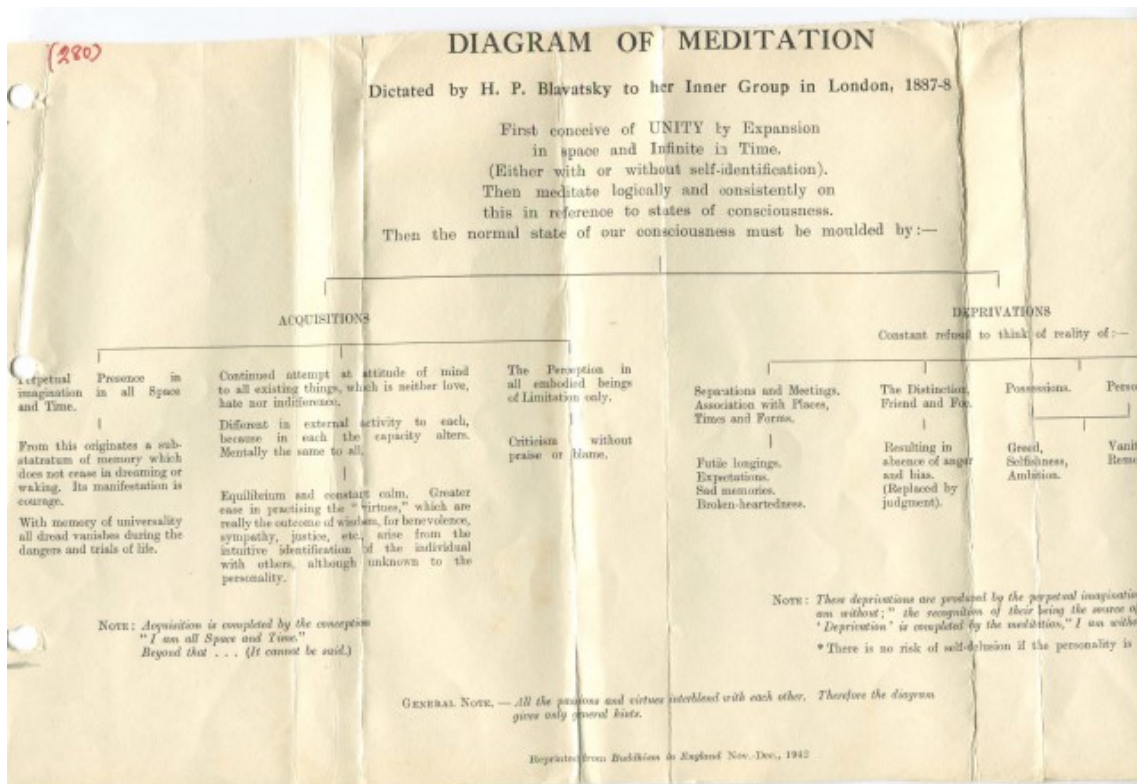 (280)
DIAGRAM OF MEDITATION
Dictated by H. P. Blavatsky to her Inner Group in London, 1887-8
First conceive of UNITY by Expansion
in space and Infinite in Time.
(Either with or without self-identification).
Then meditate logically and consistently on
this in reference to states of consciousness.
Then the normal state of our consciousness must be moulded by:—
ACQUISITIONS
Perpetual Presence in
imagination in all Space
and Time.
From this originates a sub-
statratum of memory which
does not cease in dreaming or
waking. Its manifestation is
courage.
With memory of universality
all dread vanishes during the
dangers and trials of life.
Continued attempt at attitude of mind
to all existing things, which is neither love,
hate nor indifference.
Different in external activity to each,
because in each the capacity alters.
Mentally the same to all.
Equilibrium and constant calm. Greater
ease in practising the "virtues," which are
really the outcome of wisdom, for benevolence,
sympathy, justice, etc., arise from the
intuitive identification of the individual
with others, although unknown to the
personality.
The Perception in
all embodied beings
of Limitation only.
Criticism without
praise or blame.
NOTE: Acquisition is completed by the conception
"I am all Space and Time."
Beyond that . . . (It cannot be said.)
DEPRIVATIONS
Constant refusal to think of reality of:—
Separations and Meetings.
Association with Places,
Times and Forms.
Futile longings.
Expectations.
Sad memories.
Broken-heartedness.
The Distinction,
Friend and Foe.
Resulting in
absence of anger
and bias.
(Replaced by
judgment).
Possessions.
Greed,
Selfishness,
Ambition.
Perso
Vanit
Remo
NOTE: These deprivations are produced by the perpetual imagination
am without;" the recognition of their being the source o
'Deprivation' is completed by the meditation," I am witho
* There is no risk of self-delusion if the personality is
GENERAL NOTE,— All the passions and virtues interblend with each other. Therefore the diagram
gives only general hints.
Reprinted from Buddhism in England Nov.-Dec., 1942